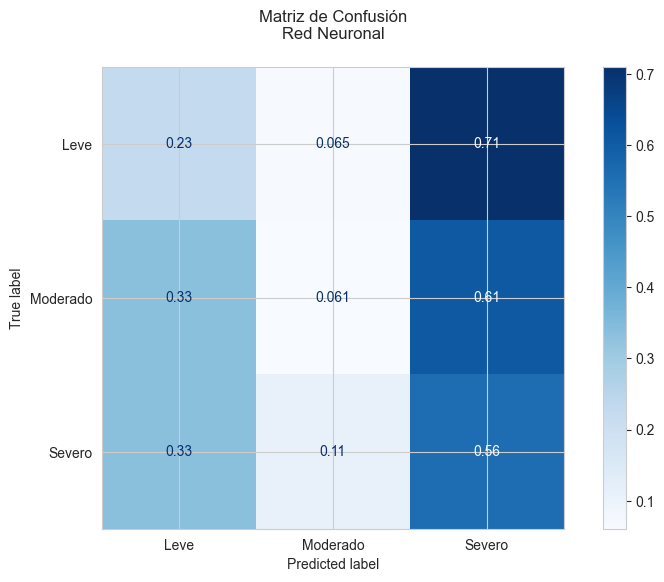 Matriz de Confusión
Red Neuronal
0.7
Leve 0.23 0.065 0.71
0.6
0.5
True label
Moderado 0.33 0.061 0.61
0.4
0.3
Severo 0.33 0.11 0.56
0.2
0.1
Leve Moderado Severo
Predicted label